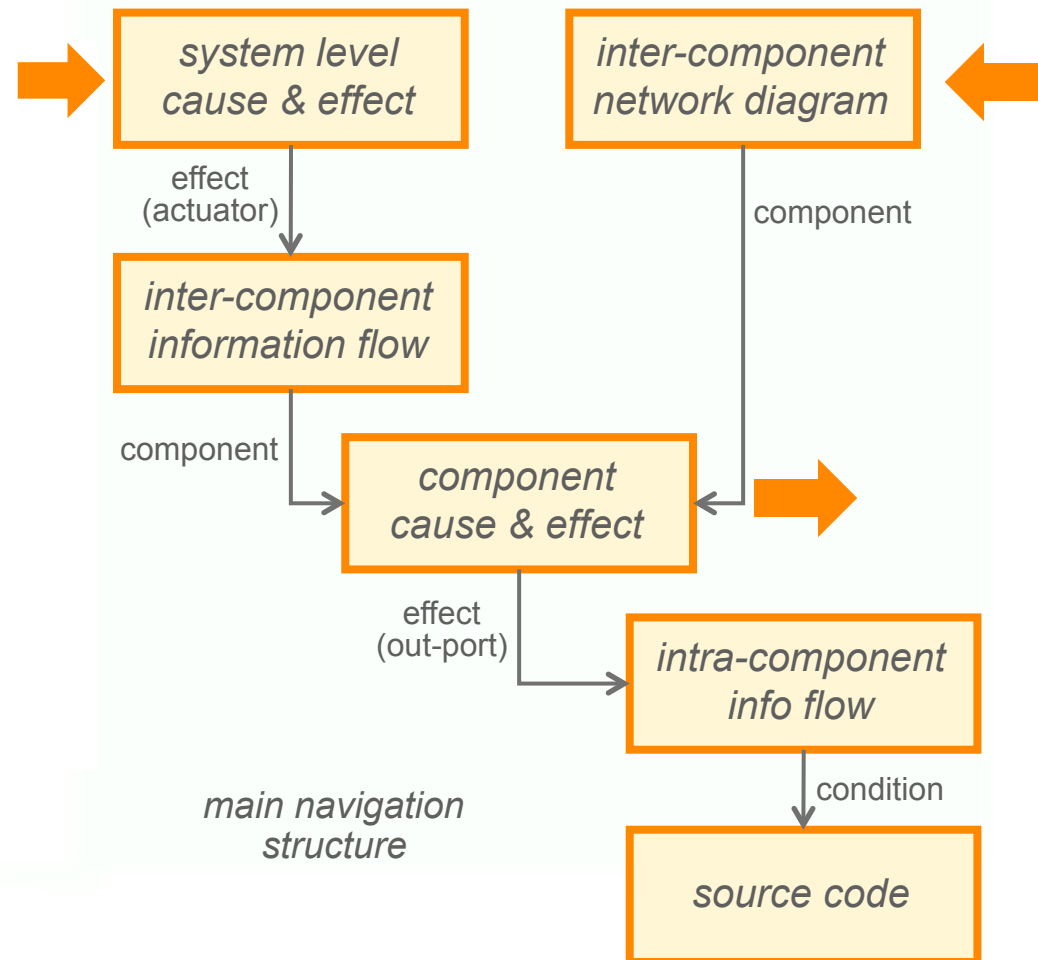 system level
cause & effect
inter-component
network diagram
effect
(actuator)
component
inter-component
information flow
component
component
cause & effect
effect
(out-port)
intra-component
info flow
condition
main navigation
structure
source code